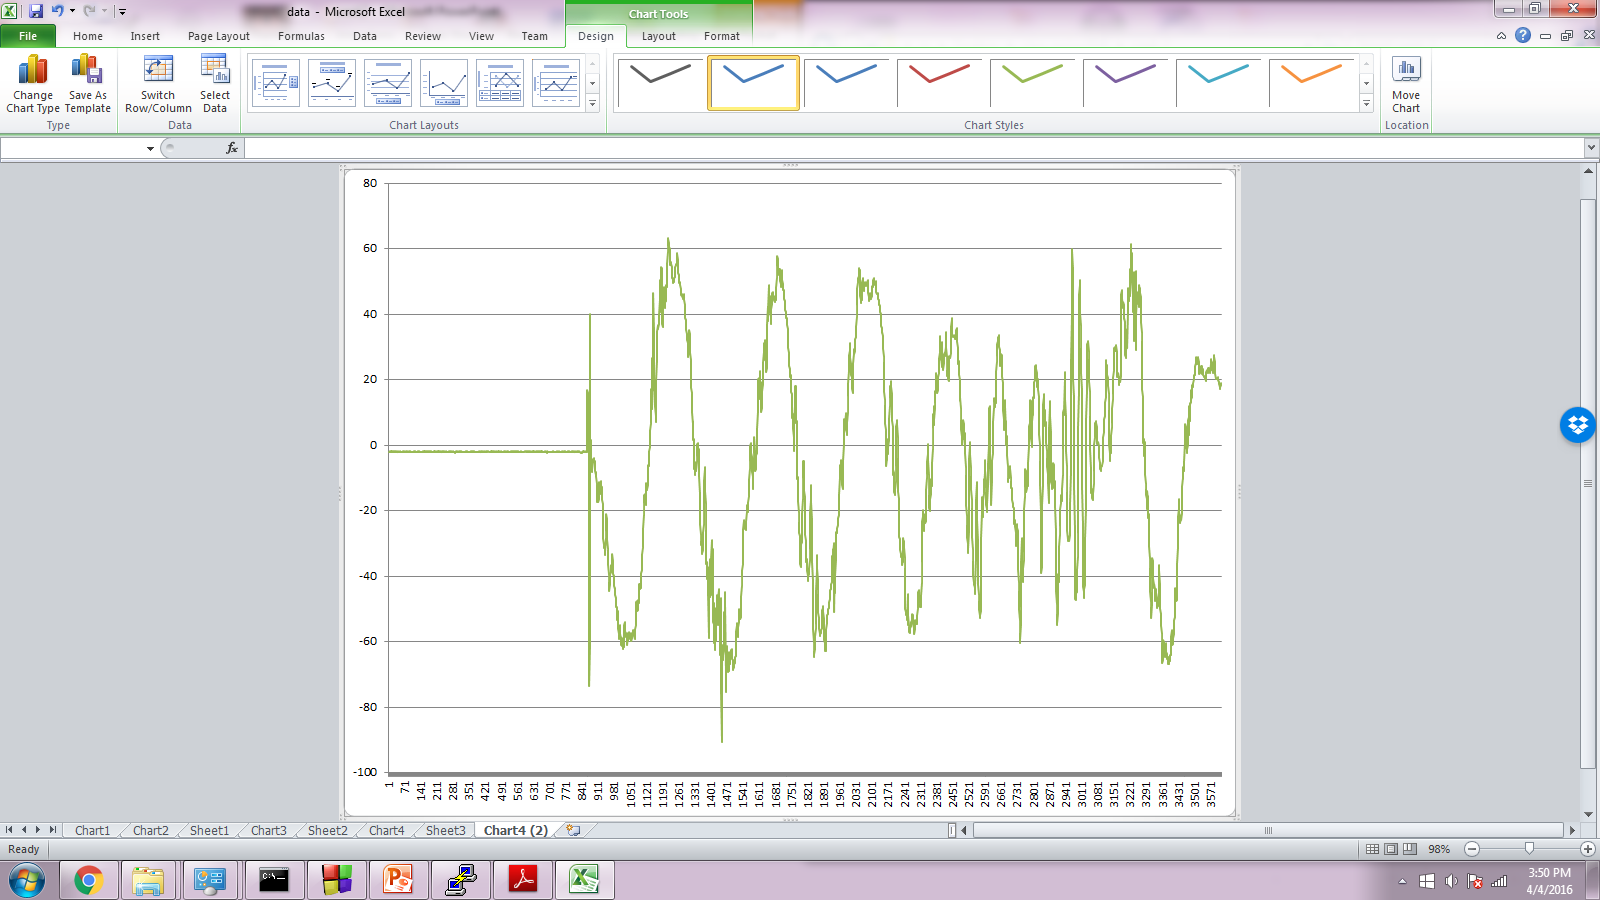 data - Microsoft Excel
Chart Tools
File Home Insert Page Layout Formulas Data Review View Team Design Layout Format
Change Chart Type
Save As Template
Switch Row/Column
Select Data
Move Chart
Type Data Chart Layouts Chart Styles Location
fx
80
60
40
20
0
-20
-40
-60
-80
-100
1 71 141 211 281 351 421 491 561 631 701 771 841 911 981 1051 1121 1191 1261 1331 1401 1471 1541 1611 1681 1751 1821 1891 1961 2031 2101 2171 2241 2311 2381 2451 2521 2591 2661 2731 2801 2871 2941 3011 3081 3151 3221 3291 3361 3431 3501 3571
Chart1 Chart2 Sheet1 Chart3 Sheet2 Chart4 Sheet3 Chart4 (2)
Ready 98%
C:\_
3:50 PM
4/4/2016